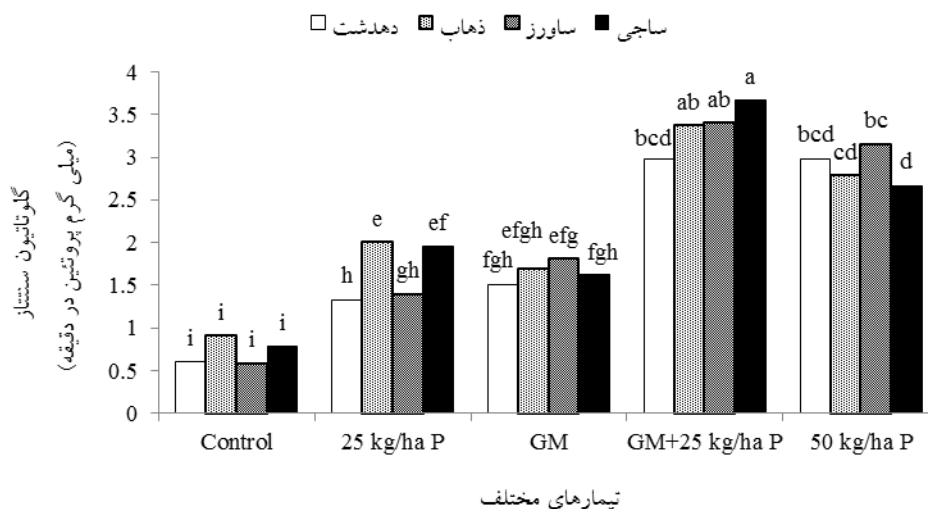 دهدشت ذهاب ساورز ساجی
گلوتاتیون سنتتاز
(میلی گرم پروتئین در دقیقه)
4
3.5
3
2.5
2
1.5
1
0.5
0
i i i i
h e gh ef
fgh efgh efg fgh
bcd ab ab a
bcd cd bc d
Control 25 kg/ha P GM GM+25 kg/ha P 50 kg/ha P
تیمارهای مختلف